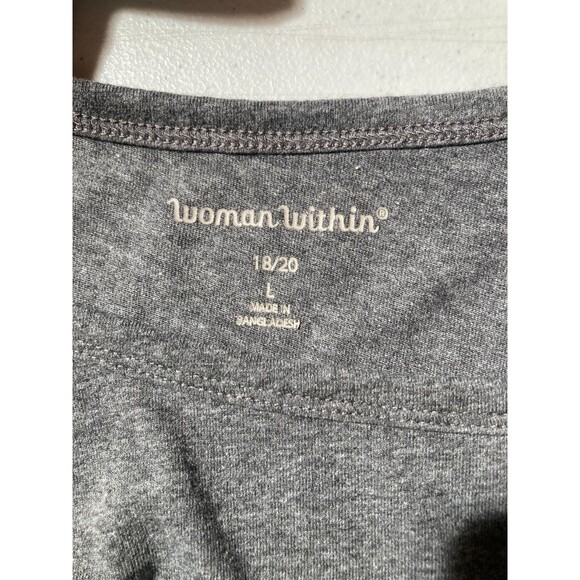 Woman Within®
18/20
L
MADE IN
BANGLADESH